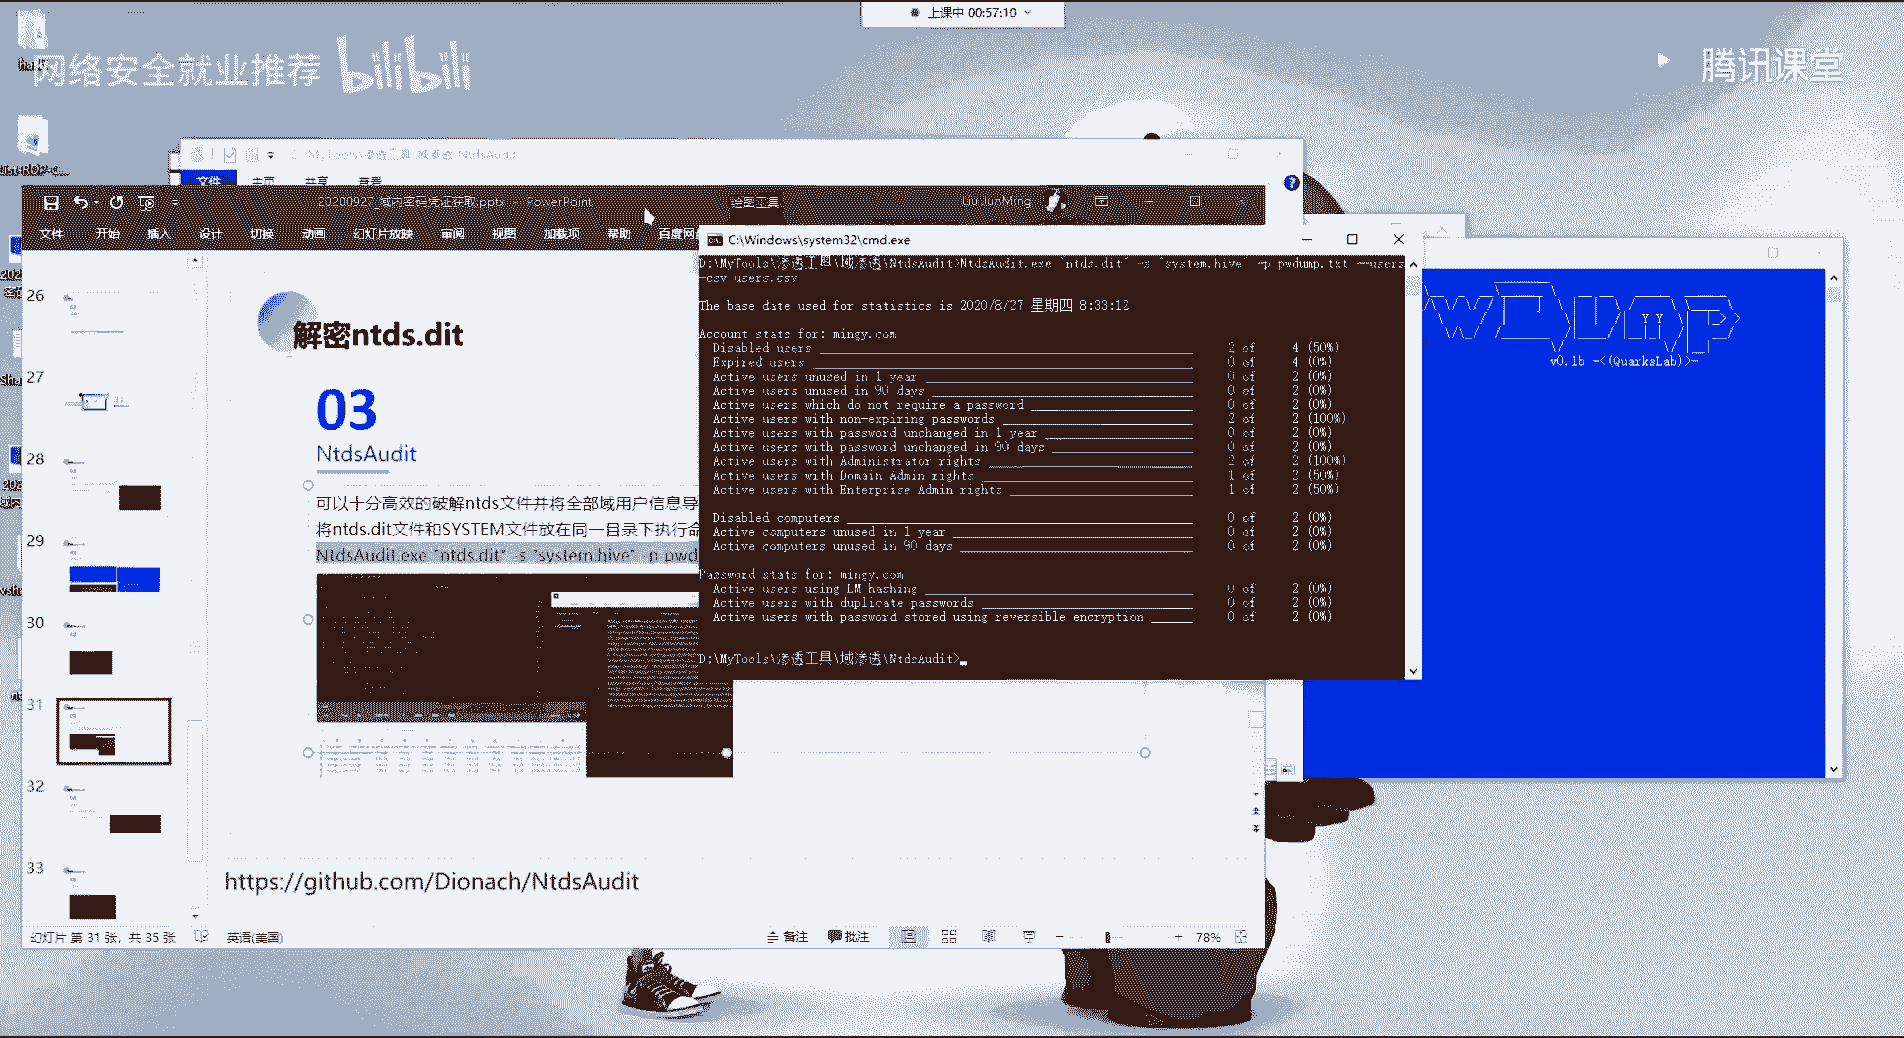 上课中 00:57:10
网络安全就业推荐 bilibili
腾讯课堂
MyTools\渗透工具\域渗透\NtdsAudit
文件 主页 共享 查看
20200927_域内密码凭证获取.pptx - PowerPoint
绘图工具
Liu JunMing
文件 开始 插入 设计 切换 动画 幻灯片放映 审阅 视图 加载项 帮助 百度网
26
27
28
29
30
31
32
33
解密ntds.dit
03
NtdsAudit
可以十分高效的破解ntds文件并将全部域用户信息导
将ntds.dit文件和SYSTEM文件放在同一目录下执行命
NtdsAudit.exe "ntds.dit" -s "system.hive" -p pwd
https://github.com/Dionach/NtdsAudit
幻灯片 第 31 张，共 35 张 英语(美国)
备注 批注 78%
C:\Windows\system32\cmd.exe
D:\MyTools\渗透工具\域渗透\NtdsAudit>NtdsAudit.exe "ntds.dit" -s "system.hive" -p pwdump.txt --users
-csv users.csv
The base date used for statistics is 2020/8/27 星期四 8:33:12
Account stats for: mingy.com
Disabled users 2 of 4 (50%)
Expired users 0 of 4 (0%)
Active users unused in 1 year 0 of 2 (0%)
Active users unused in 90 days 0 of 2 (0%)
Active users which do not require a password 0 of 2 (0%)
Active users with non-expiring passwords 2 of 2 (100%)
Active users with password unchanged in 1 year 0 of 2 (0%)
Active users with password unchanged in 90 days 0 of 2 (0%)
Active users with Administrator rights 2 of 2 (100%)
Active users with Domain Admin rights 1 of 2 (50%)
Active users with Enterprise Admin rights 1 of 2 (50%)
Disabled computers 0 of 2 (0%)
Active computers unused in 1 year 0 of 2 (0%)
Active computers unused in 90 days 0 of 2 (0%)
Password stats for: mingy.com
Active users using LM hashing 0 of 2 (0%)
Active users with duplicate passwords 0 of 2 (0%)
Active users with password stored using reversible encryption 0 of 2 (0%)
D:\MyTools\渗透工具\域渗透\NtdsAudit>
v0.1b -<(QuarksLab)>-